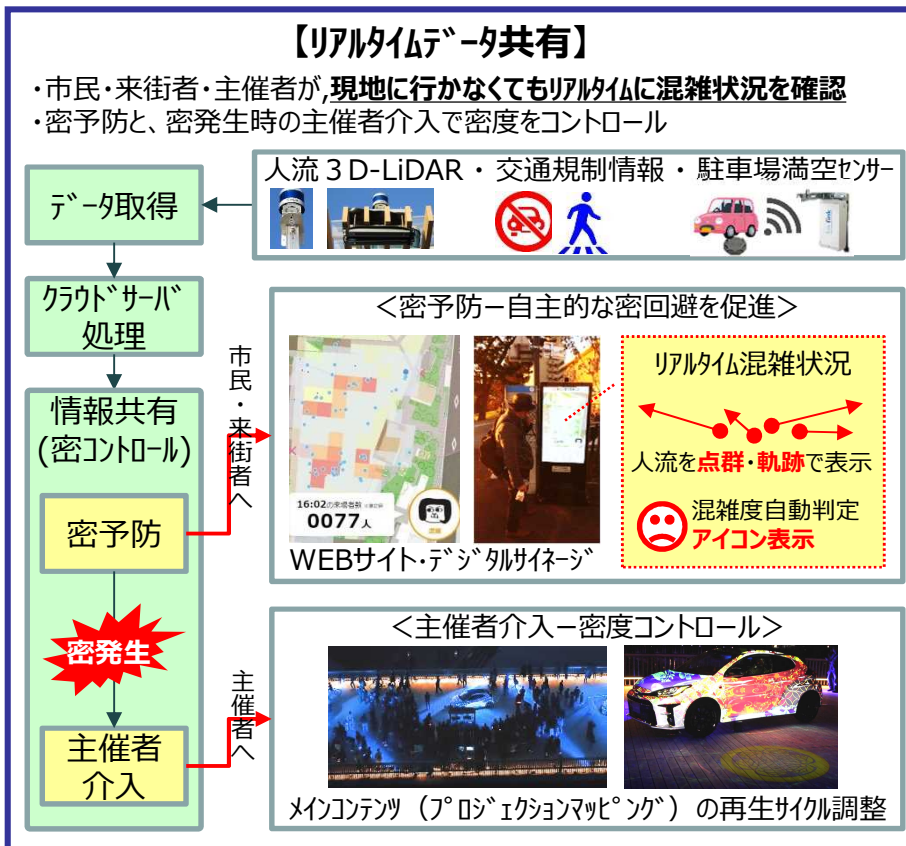 【ﾘｱﾙﾀｲﾑﾃﾞｰﾀ共有】
・市民・来街者・主催者が,現地に行かなくてもﾘｱﾙﾀｲﾑに混雑状況を確認
・密予防と、密発生時の主催者介入で密度をコントロール
人流３D-LiDAR ・ 交通規制情報 ・ 駐車場満空ｾﾝｻｰ
ﾃﾞｰﾀ取得
ｸﾗｳﾄﾞｻｰﾊﾞ
処理
情報共有
(密ｺﾝﾄﾛｰﾙ)
密予防
密発生
主催者
介入
市民・来街者へ
＜密予防ー自主的な密回避を促進＞
16:02の来場者数
0077人
WEBサイト･ﾃﾞｼﾞﾀﾙｻｲﾈｰｼﾞ
ﾘｱﾙﾀｲﾑ混雑状況
人流を点群･軌跡で表示
混雑度自動判定
アイコン表示
主催者へ
＜主催者介入ー密度コントロール＞
ﾒｲﾝｺﾝﾃﾝﾂ（ﾌﾟﾛｼﾞｪｸｼｮﾝﾏｯﾋﾟﾝｸﾞ）の再生ｻｲｸﾙ調整